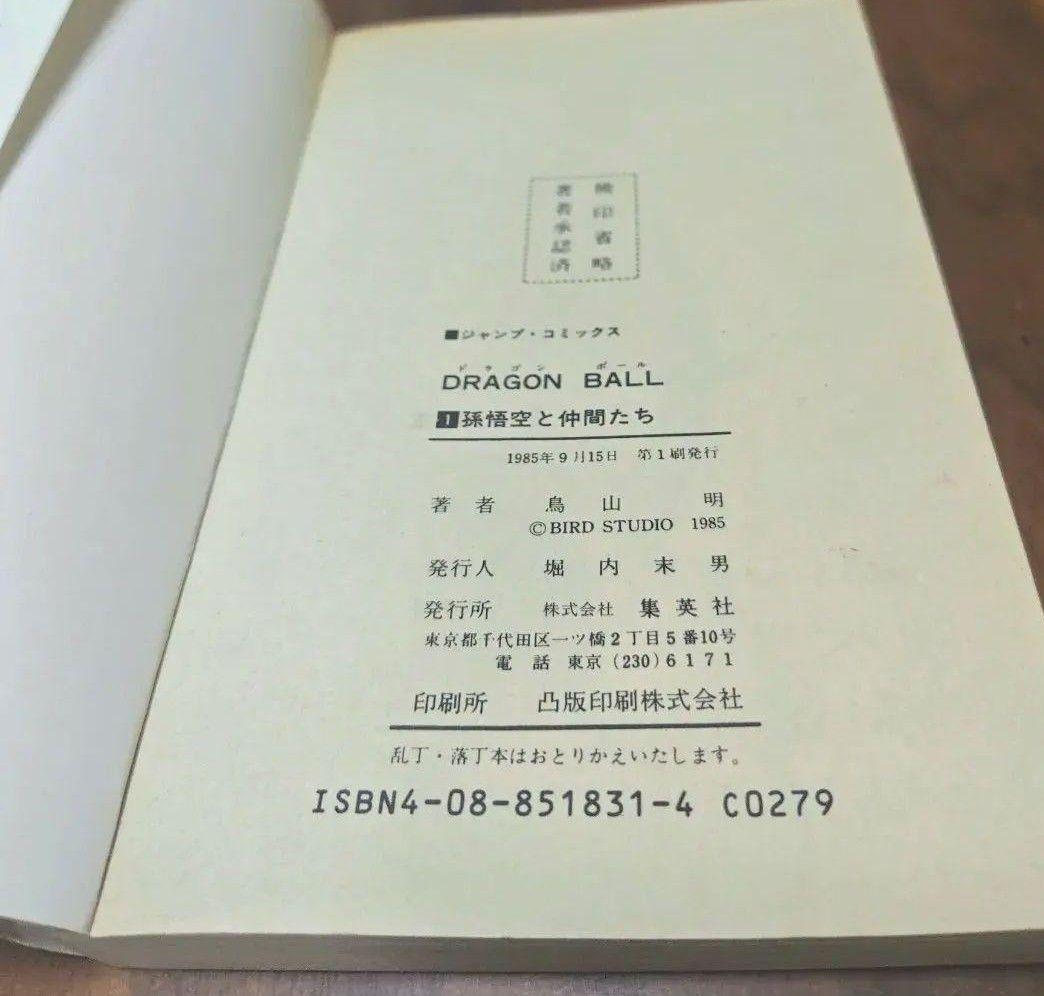 検印省略
著者承認済
■ジャンプ・コミックス
ドラゴン ボール
DRAGON BALL
1 孫悟空と仲間たち
1985年9月15日 第1刷発行
著者 鳥山 明
©BIRD STUDIO 1985
発行人 堀内末男
発行所 株式会社 集英社
東京都千代田区一ツ橋2丁目5番10号
電話 東京(230)6171
印刷所 凸版印刷株式会社
乱丁・落丁本はおとりかえいたします。
ISBN4-08-851831-4 C0279